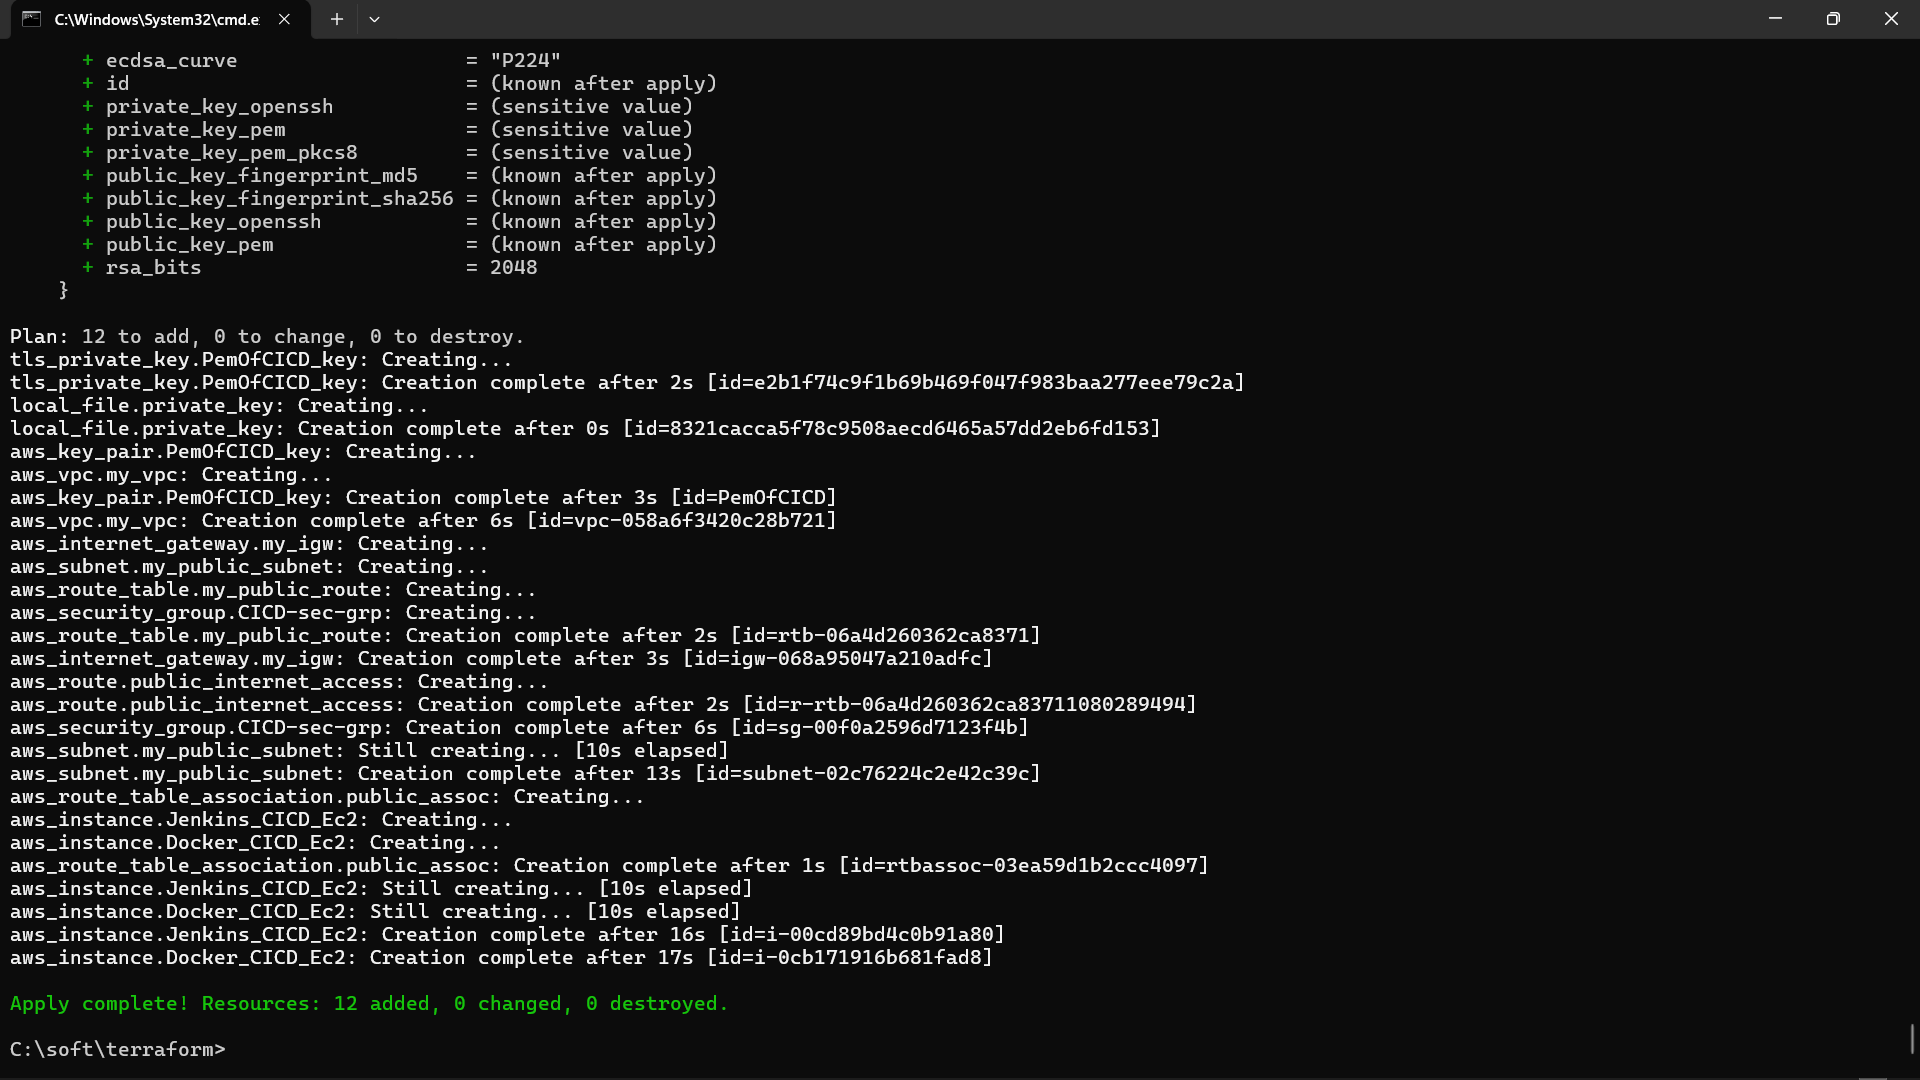 C:\Windows\System32\cmd.e
+ ecdsa_curve = "P224"
+ id = (known after apply)
+ private_key_openssh = (sensitive value)
+ private_key_pem = (sensitive value)
+ private_key_pem_pkcs8 = (sensitive value)
+ public_key_fingerprint_md5 = (known after apply)
+ public_key_fingerprint_sha256 = (known after apply)
+ public_key_openssh = (known after apply)
+ public_key_pem = (known after apply)
+ rsa_bits = 2048
}
Plan: 12 to add, 0 to change, 0 to destroy.
tls_private_key.PemOfCICD_key: Creating...
tls_private_key.PemOfCICD_key: Creation complete after 2s [id=e2b1f74c9f1b69b469f047f983baa277eee79c2a]
local_file.private_key: Creating...
local_file.private_key: Creation complete after 0s [id=8321cacca5f78c9508aecd6465a57dd2eb6fd153]
aws_key_pair.PemOfCICD_key: Creating...
aws_vpc.my_vpc: Creating...
aws_key_pair.PemOfCICD_key: Creation complete after 3s [id=PemOfCICD]
aws_vpc.my_vpc: Creation complete after 6s [id=vpc-058a6f3420c28b721]
aws_internet_gateway.my_igw: Creating...
aws_subnet.my_public_subnet: Creating...
aws_route_table.my_public_route: Creating...
aws_security_group.CICD-sec-grp: Creating...
aws_route_table.my_public_route: Creation complete after 2s [id=rtb-06a4d260362ca8371]
aws_internet_gateway.my_igw: Creation complete after 3s [id=igw-068a95047a210adfc]
aws_route.public_internet_access: Creating...
aws_route.public_internet_access: Creation complete after 2s [id=r-rtb-06a4d260362ca83711080289494]
aws_security_group.CICD-sec-grp: Creation complete after 6s [id=sg-00f0a2596d7123f4b]
aws_subnet.my_public_subnet: Still creating... [10s elapsed]
aws_subnet.my_public_subnet: Creation complete after 13s [id=subnet-02c76224c2e42c39c]
aws_route_table_association.public_assoc: Creating...
aws_instance.Jenkins_CICD_Ec2: Creating...
aws_instance.Docker_CICD_Ec2: Creating...
aws_route_table_association.public_assoc: Creation complete after 1s [id=rtbassoc-03ea59d1b2ccc4097]
aws_instance.Jenkins_CICD_Ec2: Still creating... [10s elapsed]
aws_instance.Docker_CICD_Ec2: Still creating... [10s elapsed]
aws_instance.Jenkins_CICD_Ec2: Creation complete after 16s [id=i-00cd89bd4c0b91a80]
aws_instance.Docker_CICD_Ec2: Creation complete after 17s [id=i-0cb171916b681fad8]
Apply complete! Resources: 12 added, 0 changed, 0 destroyed.
C:\soft\terraform>